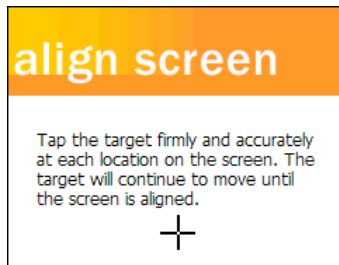 align screen
Tap the target firmly and accurately
at each location on the screen. The
target will continue to move until
the screen is aligned.